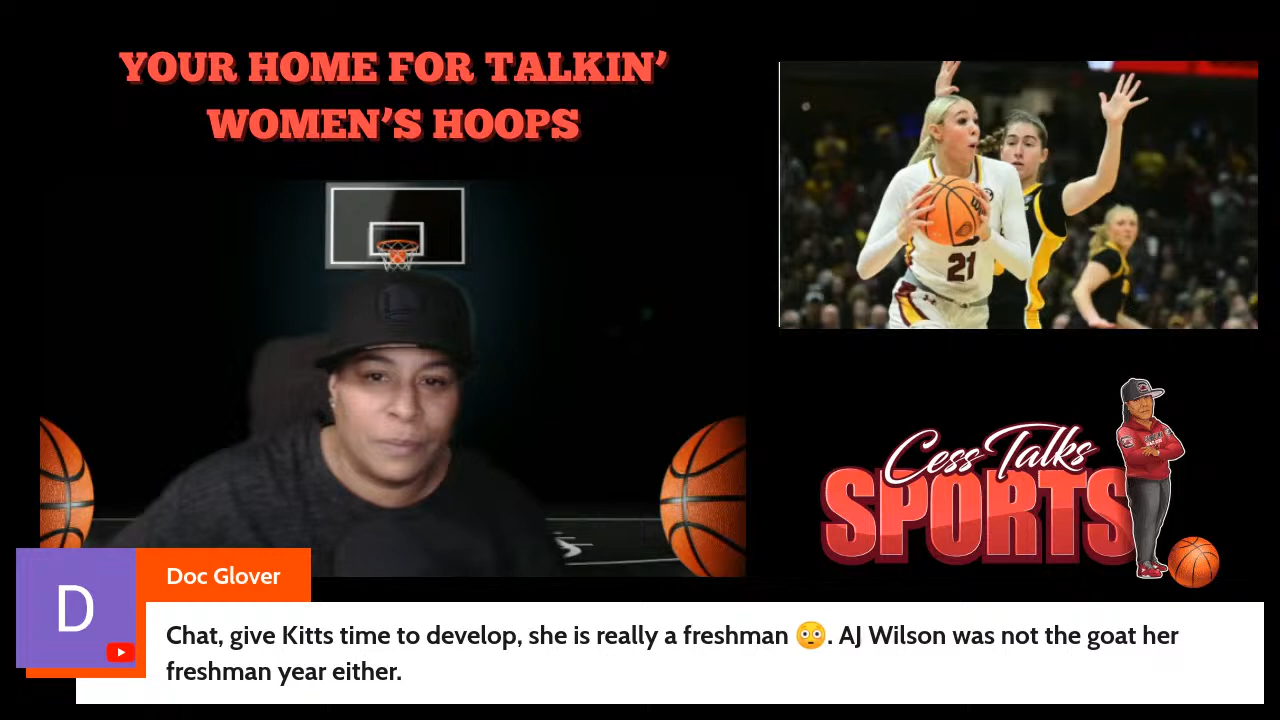 YOUR HOME FOR TALKIN’
WOMEN’S HOOPS
21
Cess Talks
SPORTS
D
Doc Glover
Chat, give Kitts time to develop, she is really a freshman 😳. AJ Wilson was not the goat her
freshman year either.